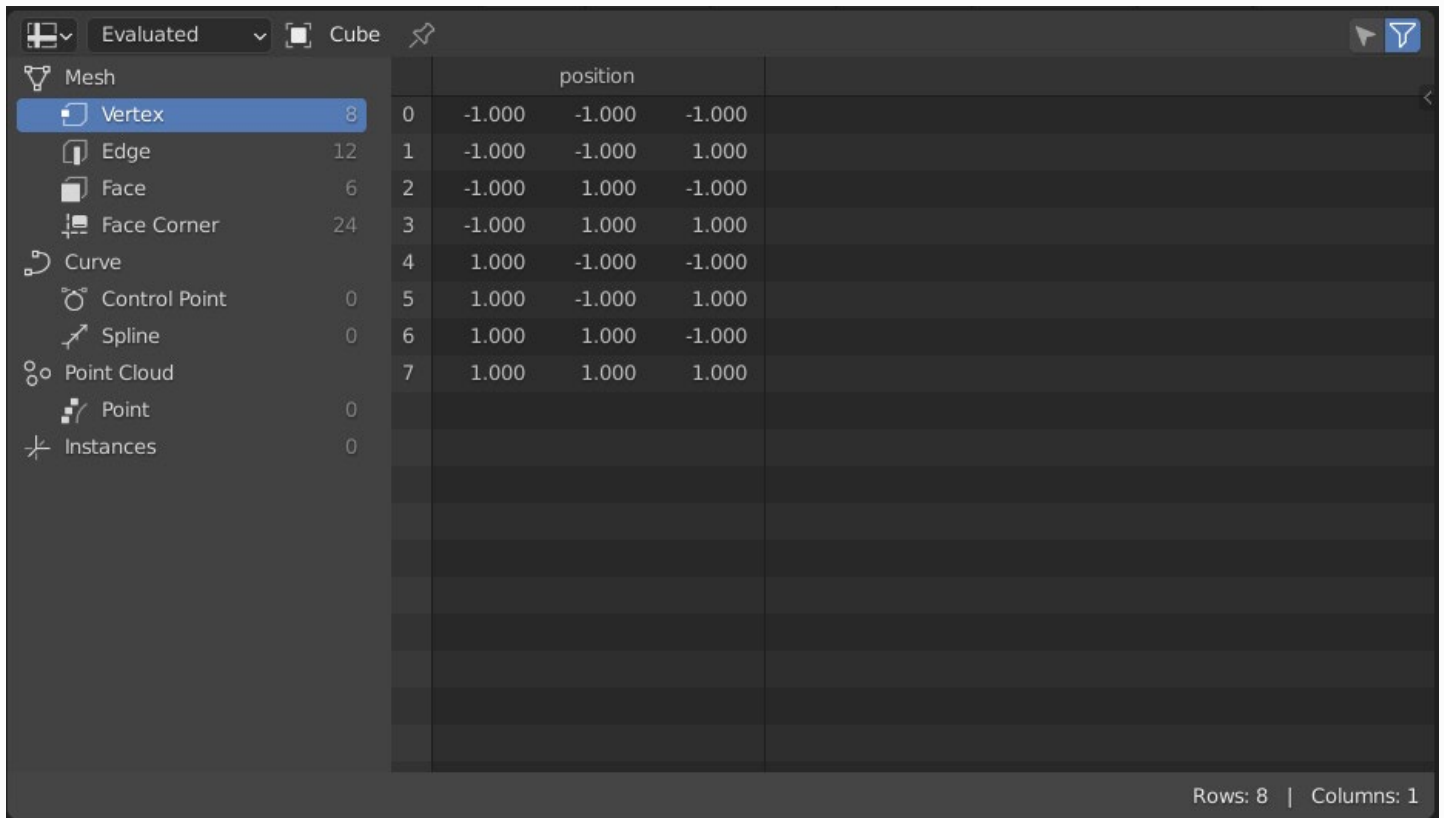 Evaluated Cube
Mesh position
Vertex 8 0 -1.000 -1.000 -1.000
Edge 12 1 -1.000 -1.000 1.000
Face 6 2 -1.000 1.000 -1.000
Face Corner 24 3 -1.000 1.000 1.000
Curve 4 1.000 -1.000 -1.000
Control Point 0 5 1.000 -1.000 1.000
Spline 0 6 1.000 1.000 -1.000
Point Cloud 7 1.000 1.000 1.000
Point 0
Instances 0
Rows: 8 | Columns: 1